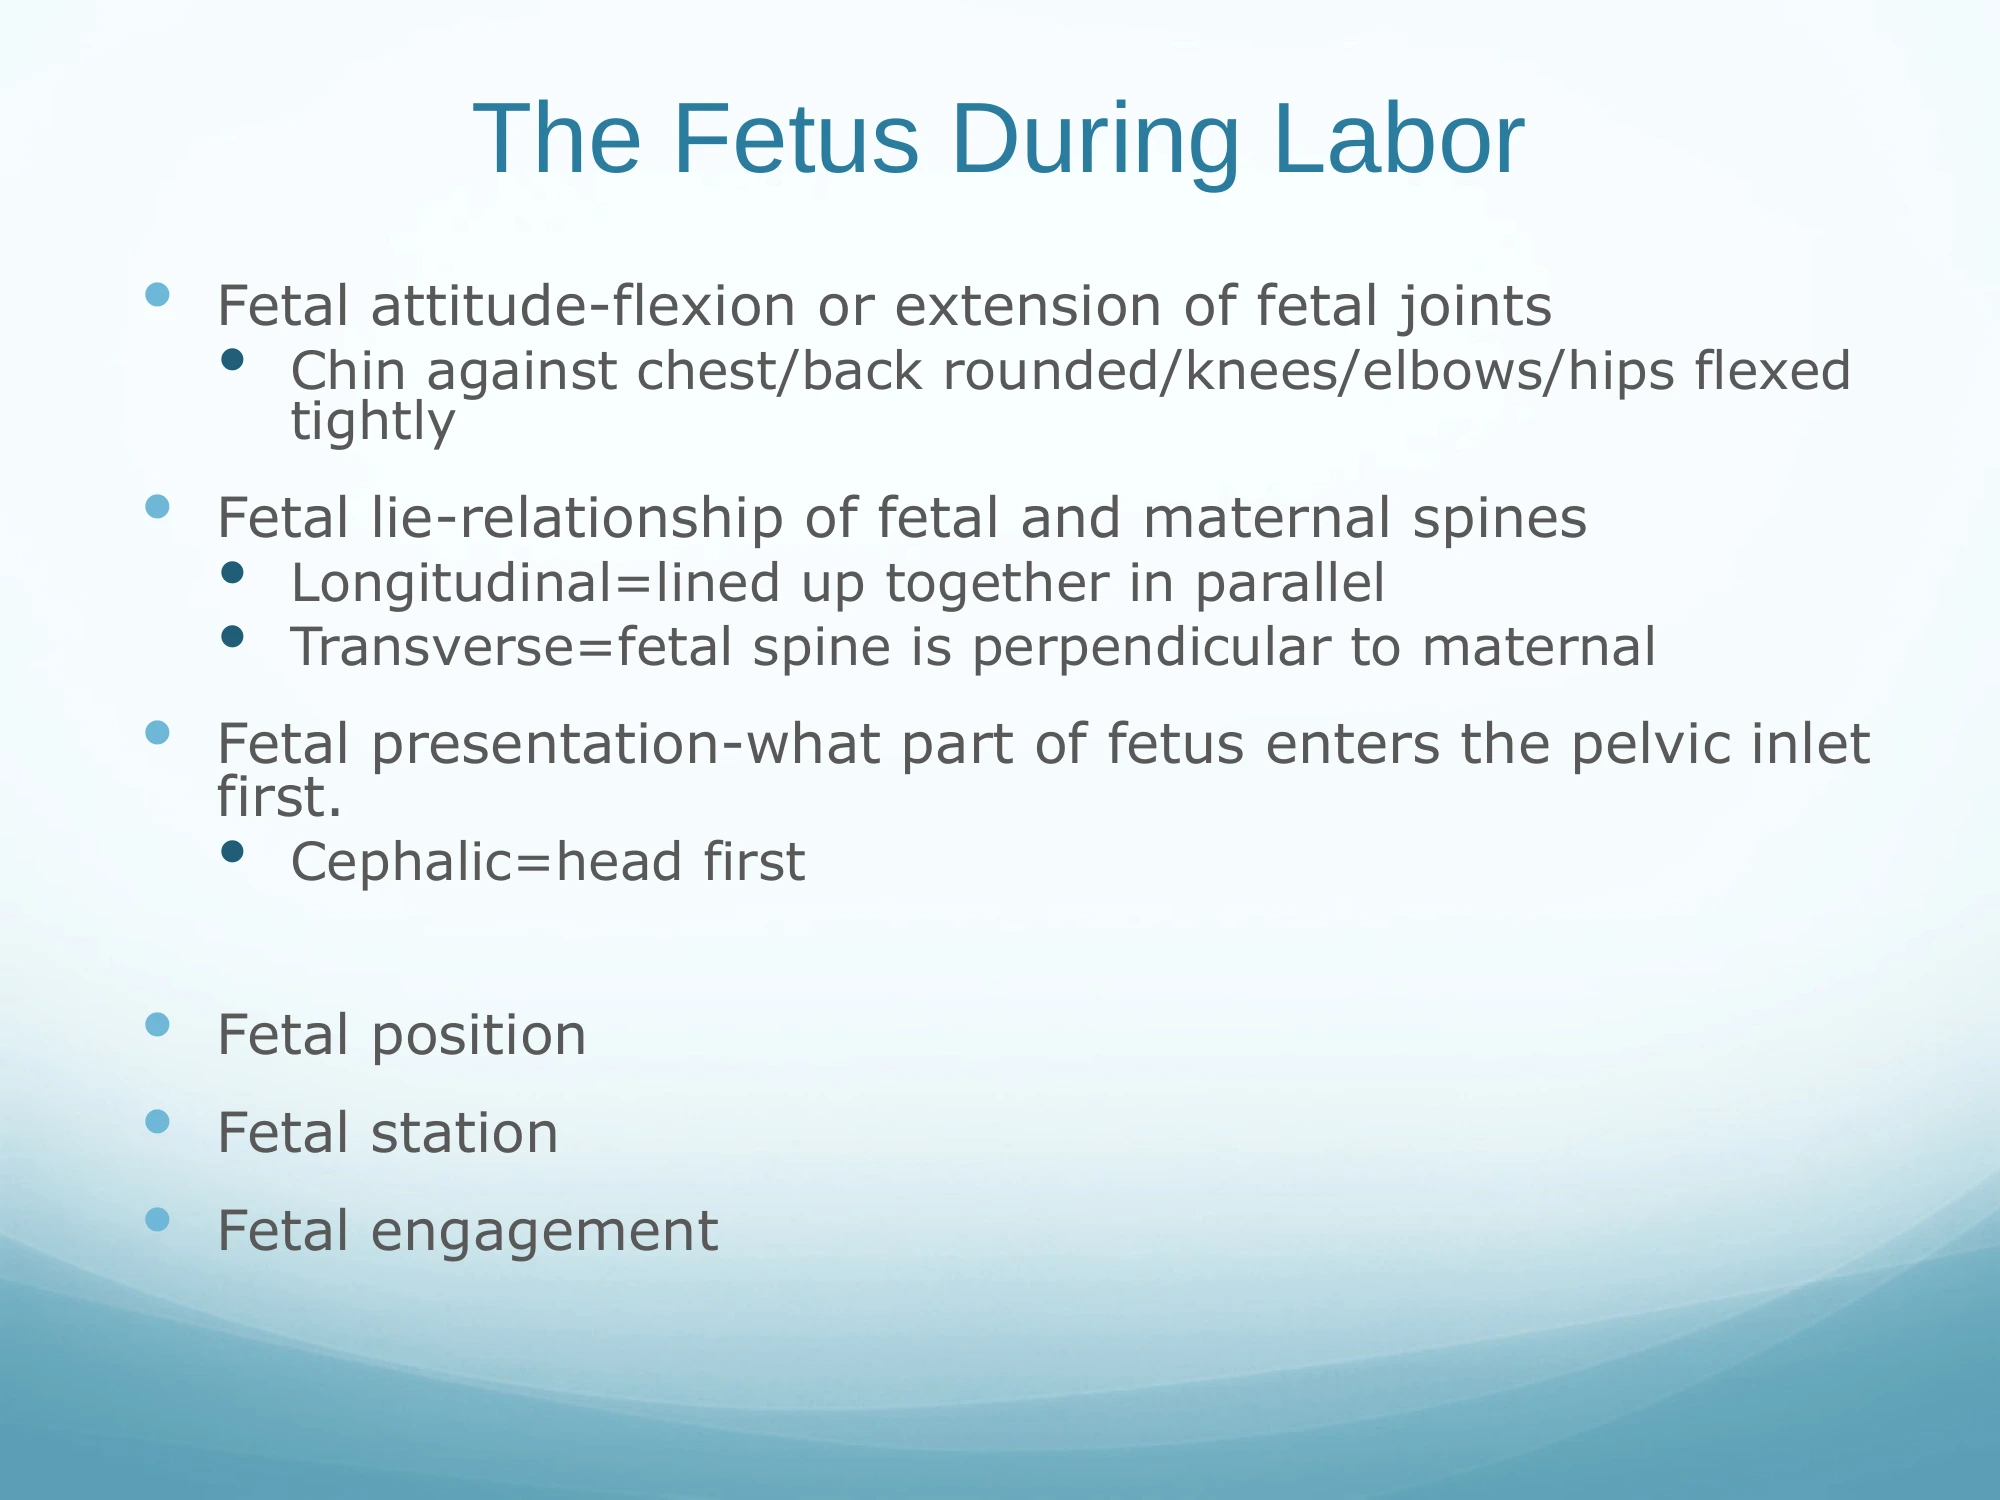 The Fetus During Labor
• Fetal attitude-flexion or extension of fetal joints
• Chin against chest/back rounded/knees/elbows/hips flexed
tightly
• Fetal lie-relationship of fetal and maternal spines
• Longitudinal=lined up together in parallel
• Transverse=fetal spine is perpendicular to maternal
• Fetal presentation-what part of fetus enters the pelvic inlet
first.
• Cephalic=head first
• Fetal position
• Fetal station
• Fetal engagement